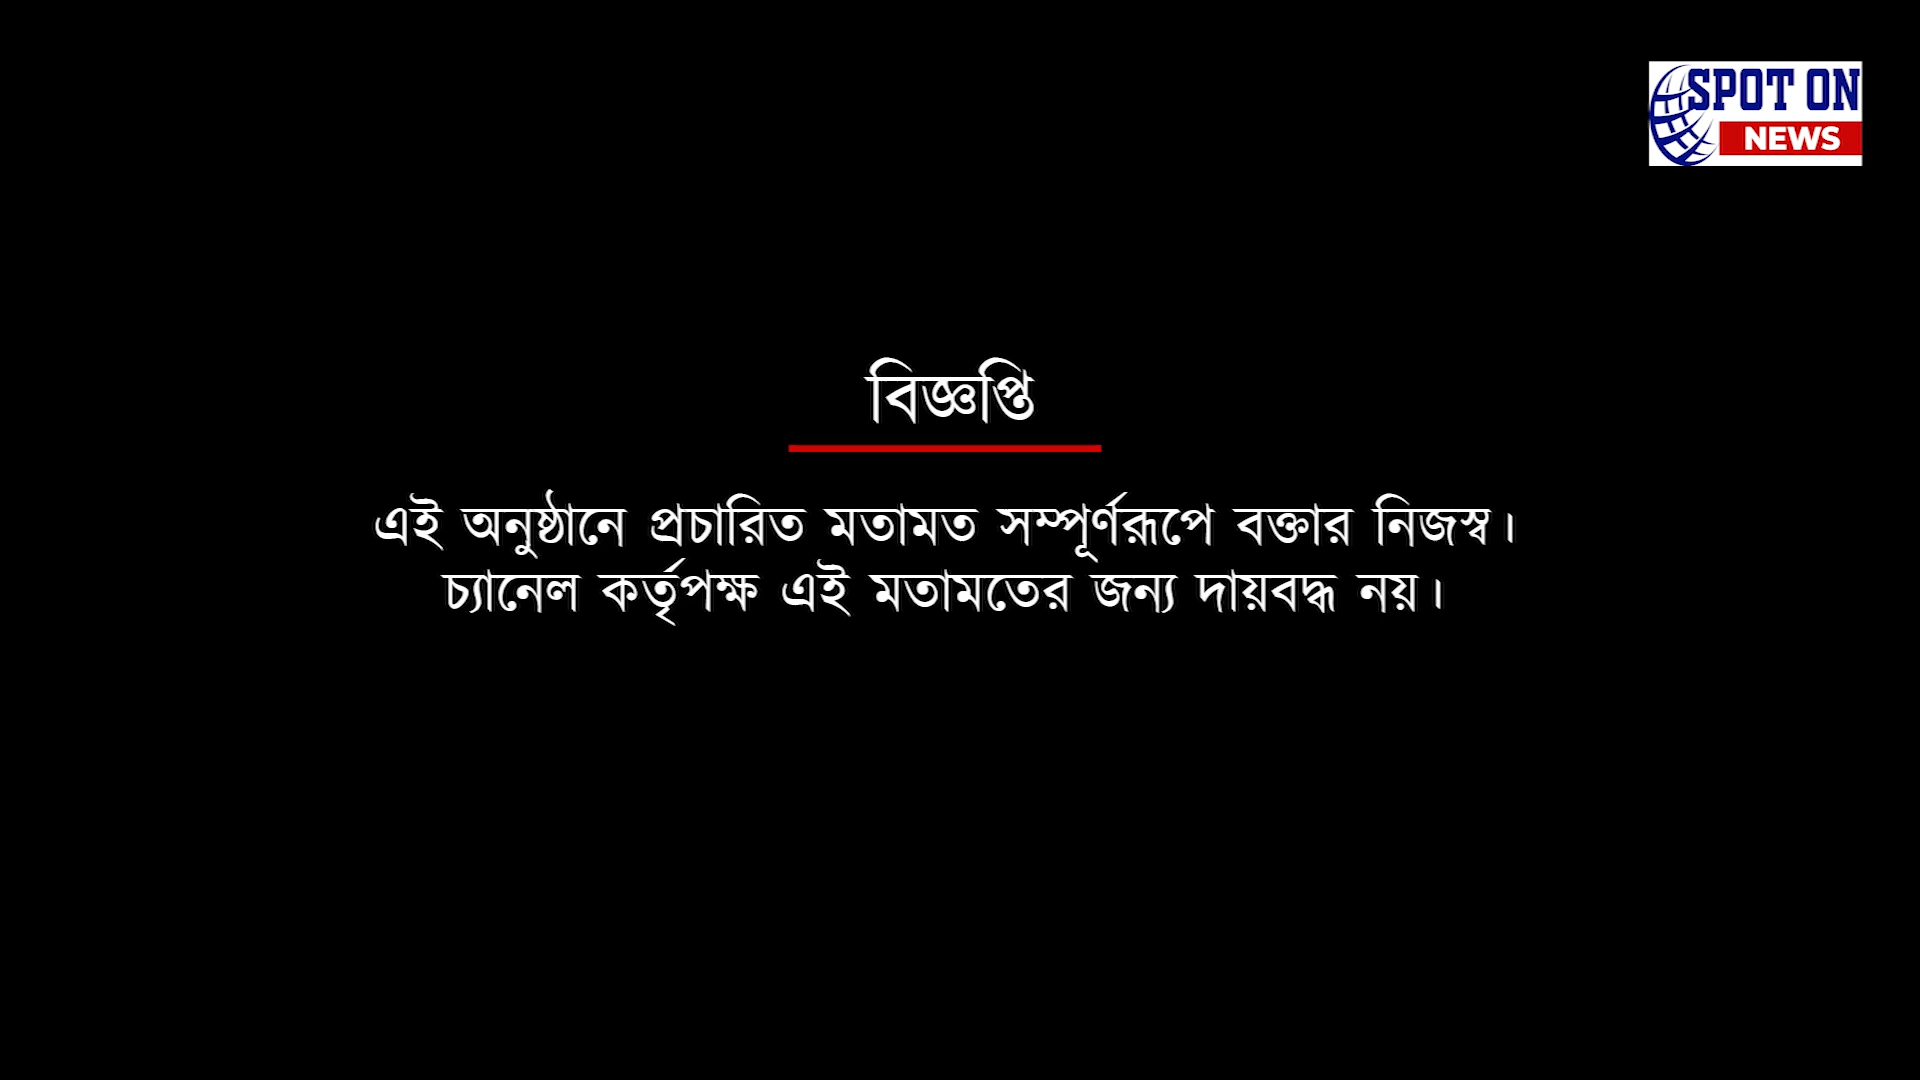 SPOT ON
NEWS
বিজ্ঞপ্তি
এই অনুষ্ঠানে প্রচারিত মতামত সম্পূর্ণরূপে বক্তার নিজস্ব।
চ্যানেল কর্তৃপক্ষ এই মতামতের জন্য দায়বদ্ধ নয়।